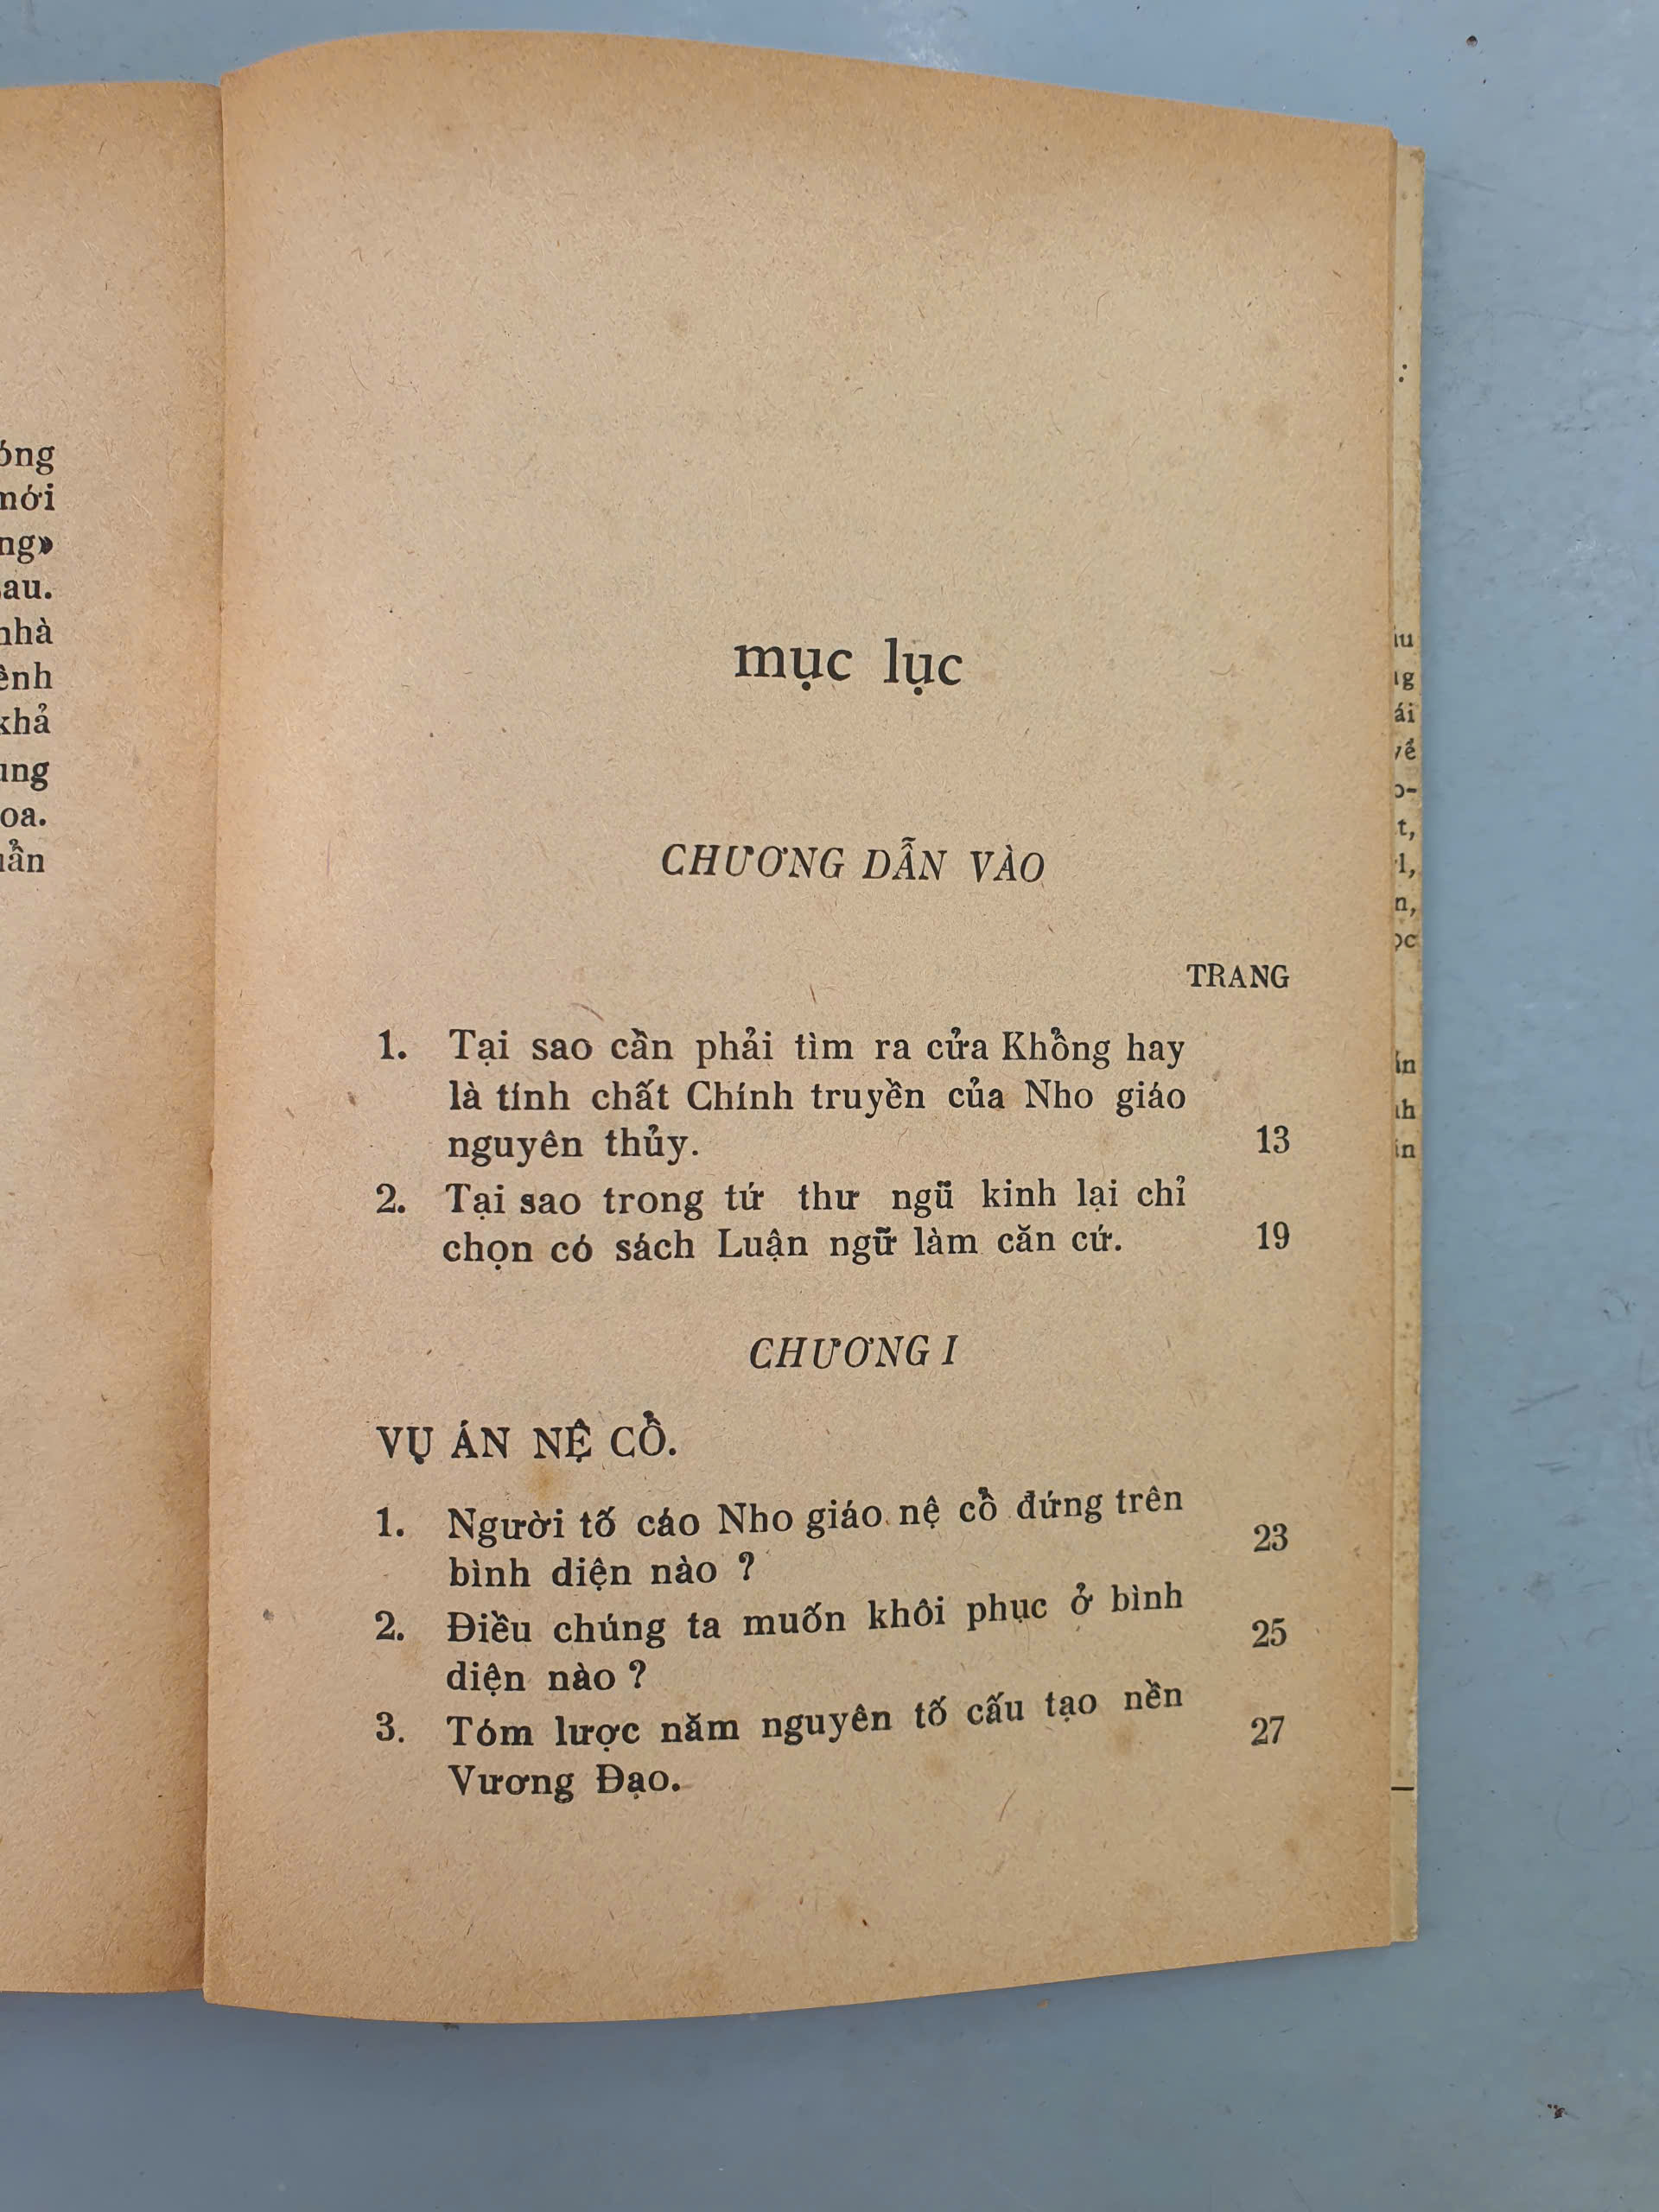 mới
nhà
khả
mục lục
CHƯƠNG DẪN VÀO
TRANG
1. Tại sao cần phải tìm ra cửa Khổng hay
là tính chất Chính truyền của Nho giáo
nguyên thủy. 13
2. Tại sao trong tứ thư ngũ kinh lại chỉ
chọn có sách Luận ngữ làm căn cứ. 19
CHƯƠNG I
VỤ ÁN NỆ CỔ.
1. Người tố cáo Nho giáo nệ cổ đứng trên
bình diện nào ? 23
2. Điều chúng ta muốn khôi phục ở bình
diện nào ? 25
3. Tóm lược năm nguyên tố cấu tạo nền
Vương Đạo. 27